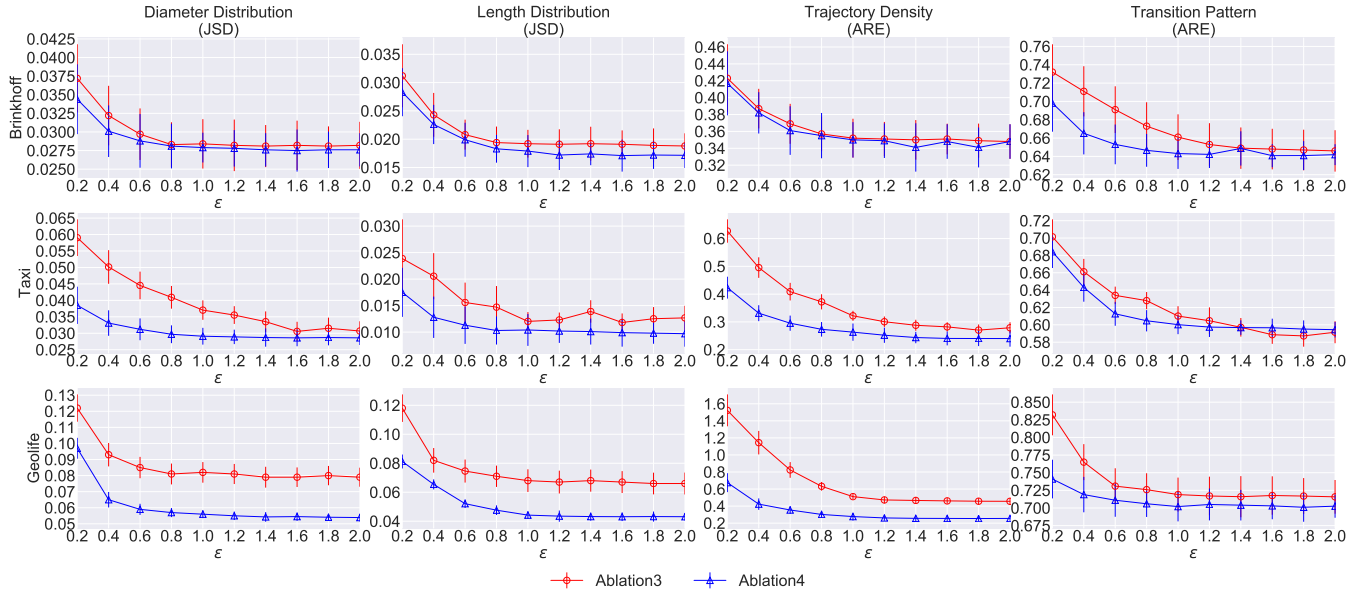 Diameter Distribution
(JSD)
Length Distribution
(JSD)
Trajectory Density
(ARE)
Transition Pattern
(ARE)
Brinkhoff
0.0425
0.0400
0.0375
0.0350
0.0325
0.0300
0.0275
0.0250
0.2 0.4 0.6 0.8 1.0 1.2 1.4 1.6 1.8 2.0
ε
0.035
0.030
0.025
0.020
0.015
0.2 0.4 0.6 0.8 1.0 1.2 1.4 1.6 1.8 2.0
ε
0.46
0.44
0.42
0.40
0.38
0.36
0.34
0.32
0.2 0.4 0.6 0.8 1.0 1.2 1.4 1.6 1.8 2.0
ε
0.76
0.74
0.72
0.70
0.68
0.66
0.64
0.62
0.2 0.4 0.6 0.8 1.0 1.2 1.4 1.6 1.8 2.0
ε
Taxi
0.065
0.060
0.055
0.050
0.045
0.040
0.035
0.030
0.025
0.2 0.4 0.6 0.8 1.0 1.2 1.4 1.6 1.8 2.0
ε
0.030
0.025
0.020
0.015
0.010
0.2 0.4 0.6 0.8 1.0 1.2 1.4 1.6 1.8 2.0
ε
0.6
0.5
0.4
0.3
0.2
0.2 0.4 0.6 0.8 1.0 1.2 1.4 1.6 1.8 2.0
ε
0.72
0.70
0.68
0.66
0.64
0.62
0.60
0.58
0.2 0.4 0.6 0.8 1.0 1.2 1.4 1.6 1.8 2.0
ε
Geolife
0.13
0.12
0.11
0.10
0.09
0.08
0.07
0.06
0.05
0.2 0.4 0.6 0.8 1.0 1.2 1.4 1.6 1.8 2.0
ε
0.12
0.10
0.08
0.06
0.04
0.2 0.4 0.6 0.8 1.0 1.2 1.4 1.6 1.8 2.0
ε
1.6
1.4
1.2
1.0
0.8
0.6
0.4
0.2
0.2 0.4 0.6 0.8 1.0 1.2 1.4 1.6 1.8 2.0
ε
0.850
0.825
0.800
0.775
0.750
0.725
0.700
0.675
0.2 0.4 0.6 0.8 1.0 1.2 1.4 1.6 1.8 2.0
ε
Ablation3 Ablation4